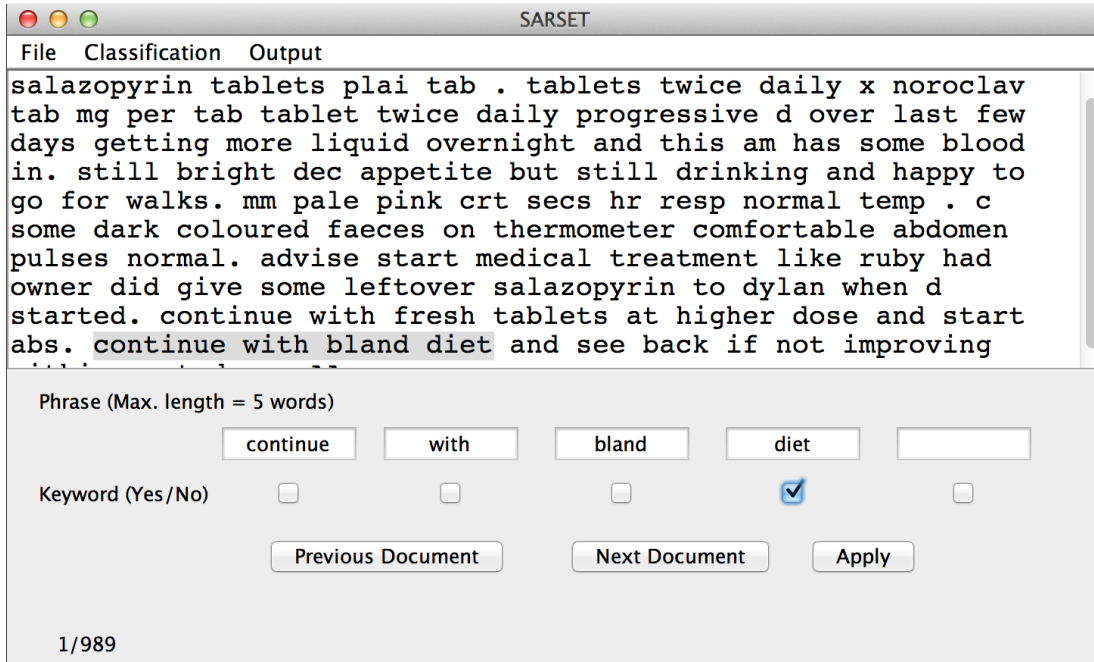 SARSET
File Classification Output
salazopyrin tablets plai tab . tablets twice daily x noroclav
tab mg per tab tablet twice daily progressive d over last few
days getting more liquid overnight and this am has some blood
in. still bright dec appetite but still drinking and happy to
go for walks. mm pale pink crt secs hr resp normal temp . c
some dark coloured faeces on thermometer comfortable abdomen
pulses normal. advise start medical treatment like ruby had
owner did give some leftover salazopyrin to dylan when d
started. continue with fresh tablets at higher dose and start
abs. continue with bland diet and see back if not improving
Phrase (Max. length = 5 words)
continue with bland diet
Keyword (Yes/No)
Previous Document Next Document Apply
1/989